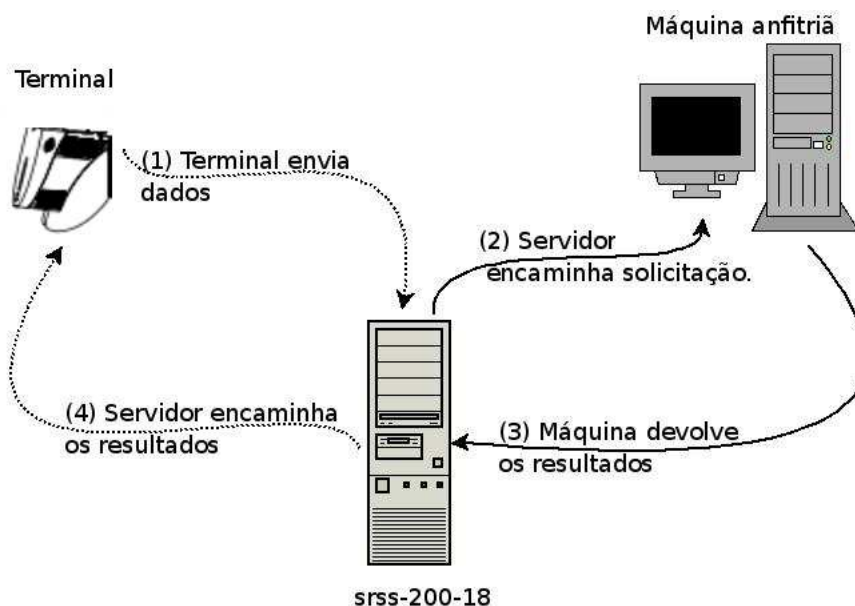 Máquina anfitriã
Terminal
(1) Terminal envia
dados
(2) Servidor
encaminha solicitação.
(3) Máquina devolve
os resultados
(4) Servidor encaminha
os resultados
srss-200-18